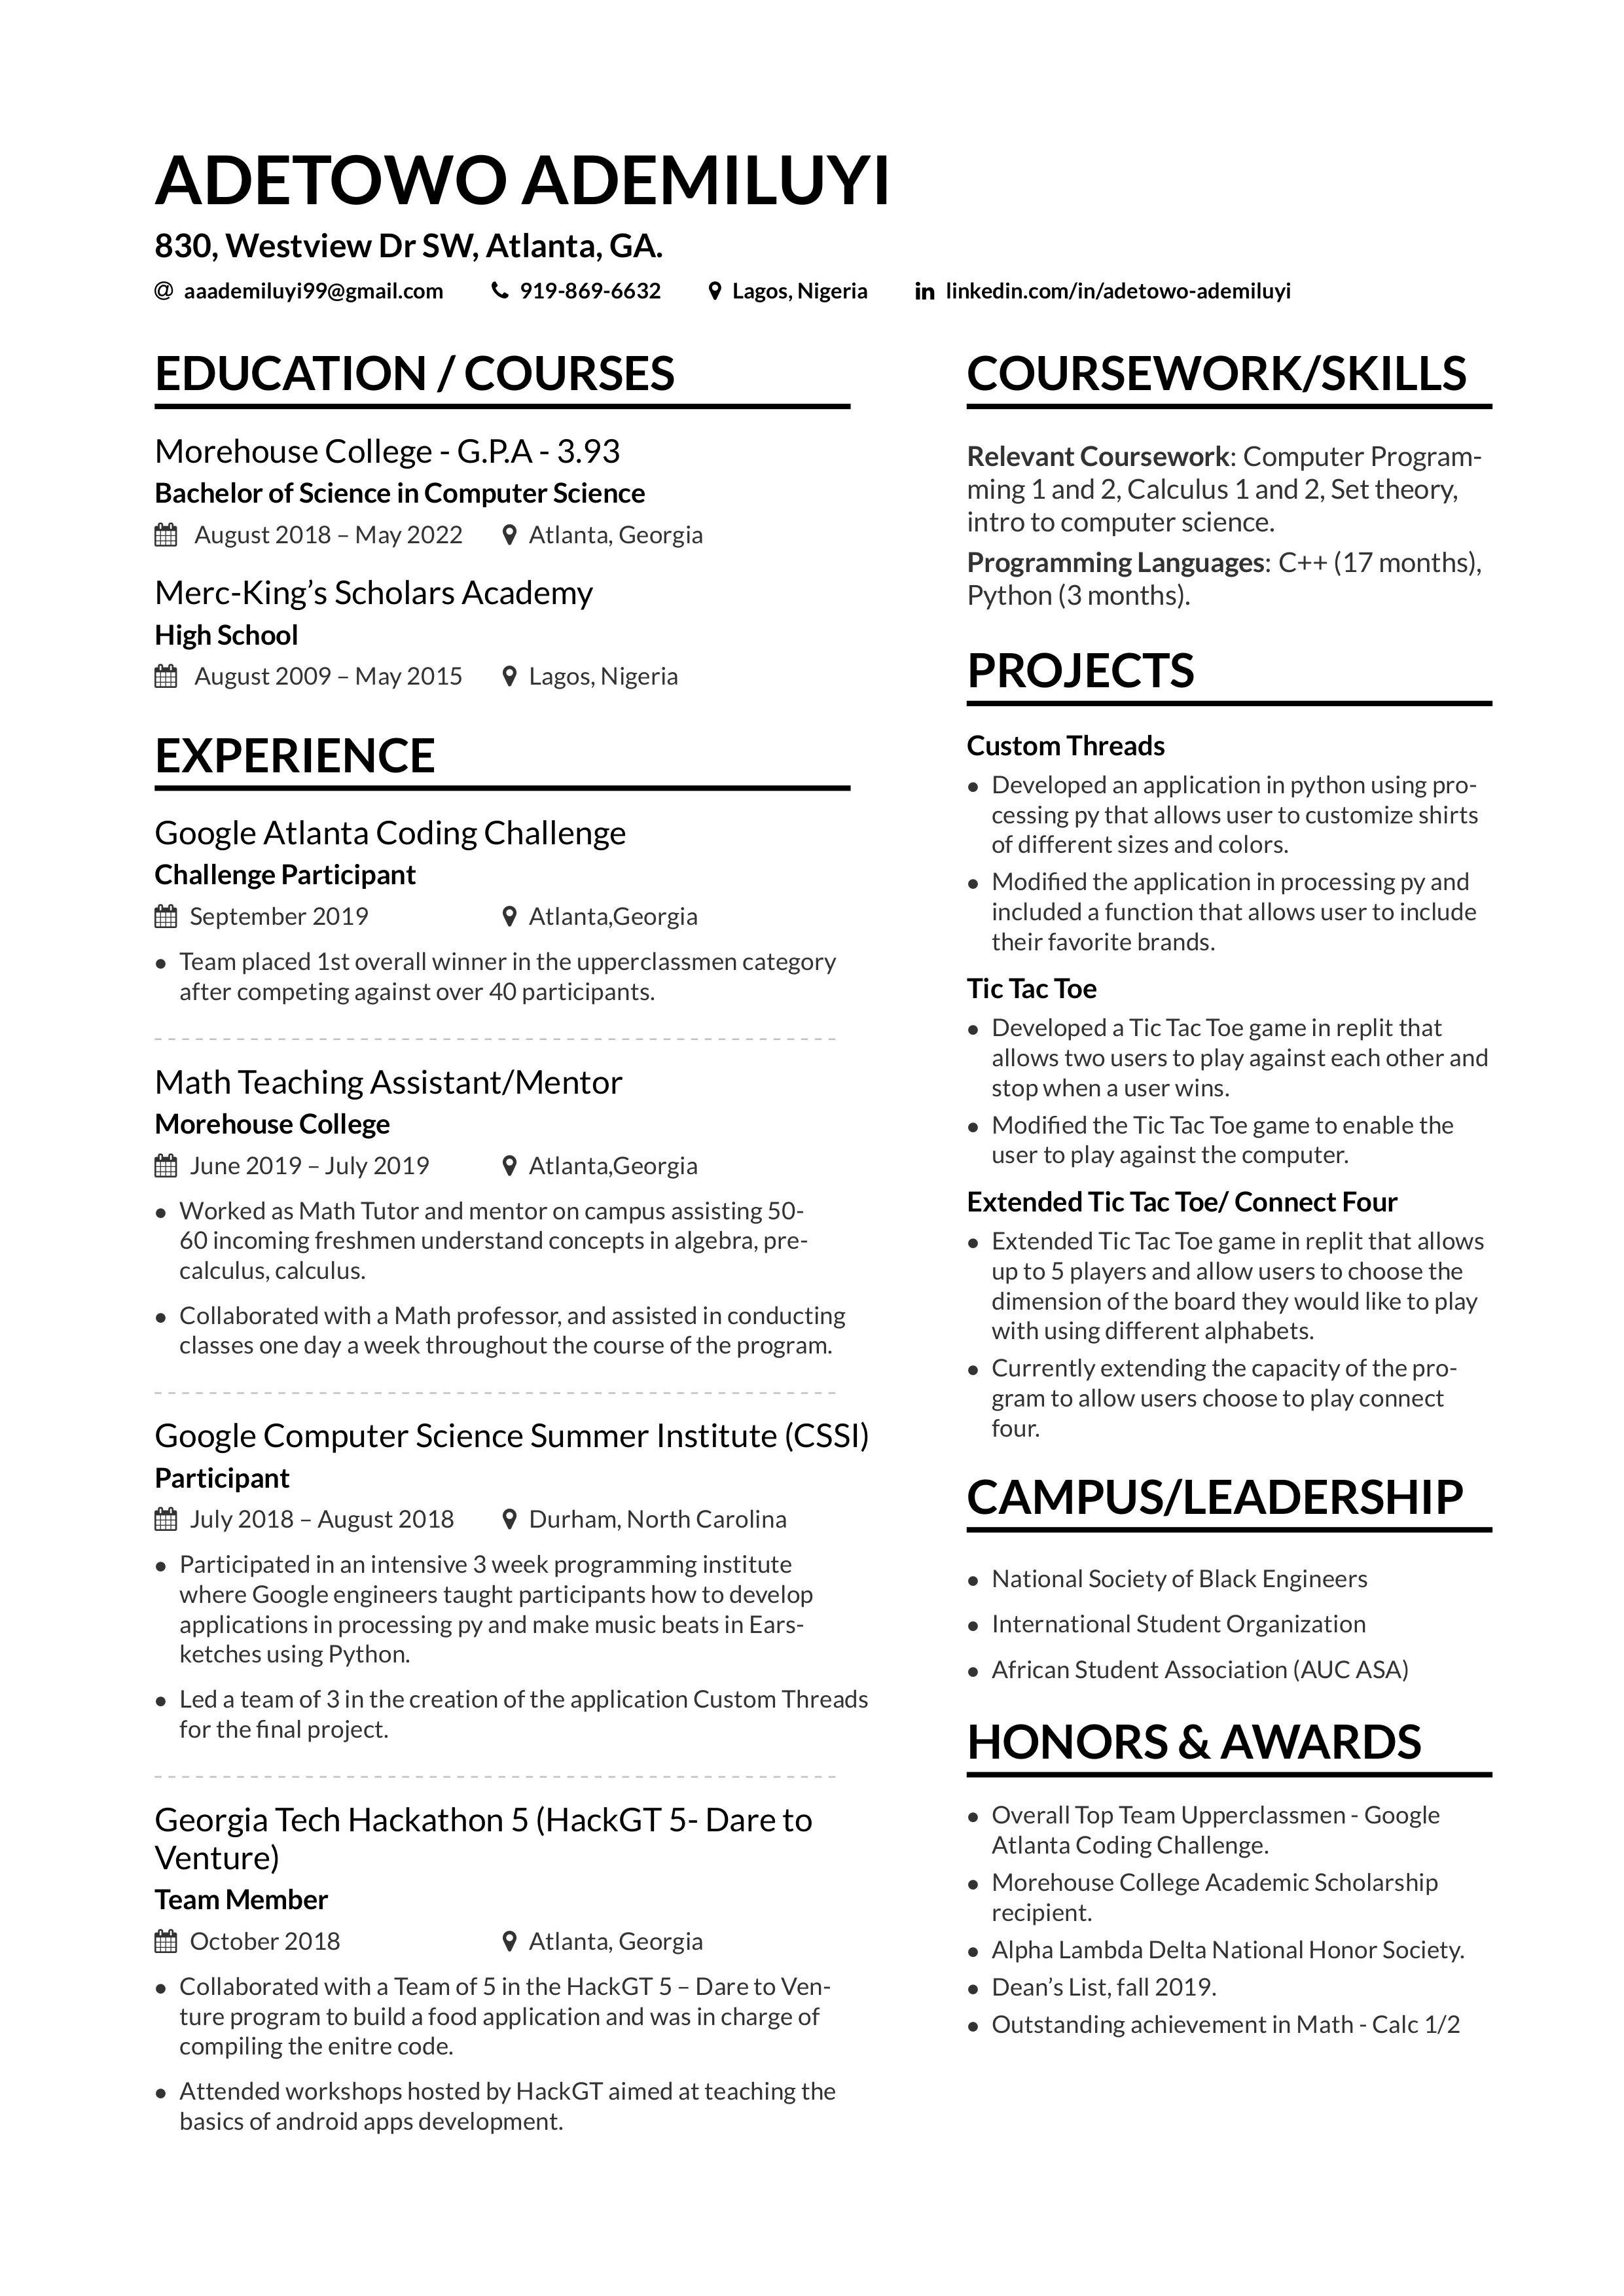 ADETOWO ADEMILUYI
830, Westview Dr SW, Atlanta, GA.
@ aaademiluyi99@gmail.com 919-869-6632 Lagos, Nigeria in linkedin.com/in/adetowo-ademiluyi
EDUCATION / COURSES
Morehouse College - G.P.A - 3.93
Bachelor of Science in Computer Science
August 2018 – May 2022 Atlanta, Georgia
Merc-King’s Scholars Academy
High School
August 2009 – May 2015 Lagos, Nigeria
EXPERIENCE
Google Atlanta Coding Challenge
Challenge Participant
September 2019 Atlanta,Georgia
• Team placed 1st overall winner in the upperclassmen category
after competing against over 40 participants.
Math Teaching Assistant/Mentor
Morehouse College
June 2019 – July 2019 Atlanta,Georgia
• Worked as Math Tutor and mentor on campus assisting 50-
60 incoming freshmen understand concepts in algebra, pre-
calculus, calculus.
• Collaborated with a Math professor, and assisted in conducting
classes one day a week throughout the course of the program.
Google Computer Science Summer Institute (CSSI)
Participant
July 2018 – August 2018 Durham, North Carolina
• Participated in an intensive 3 week programming institute
where Google engineers taught participants how to develop
applications in processing py and make music beats in Ears-
ketches using Python.
• Led a team of 3 in the creation of the application Custom Threads
for the final project.
Georgia Tech Hackathon 5 (HackGT 5- Dare to
Venture)
Team Member
October 2018 Atlanta, Georgia
• Collaborated with a Team of 5 in the HackGT 5 – Dare to Ven-
ture program to build a food application and was in charge of
compiling the enitre code.
• Attended workshops hosted by HackGT aimed at teaching the
basics of android apps development.
COURSEWORK/SKILLS
Relevant Coursework: Computer Program-
ming 1 and 2, Calculus 1 and 2, Set theory,
intro to computer science.
Programming Languages: C++ (17 months),
Python (3 months).
PROJECTS
Custom Threads
• Developed an application in python using pro-
cessing py that allows user to customize shirts
of different sizes and colors.
• Modified the application in processing py and
included a function that allows user to include
their favorite brands.
Tic Tac Toe
• Developed a Tic Tac Toe game in replit that
allows two users to play against each other and
stop when a user wins.
• Modified the Tic Tac Toe game to enable the
user to play against the computer.
Extended Tic Tac Toe/ Connect Four
• Extended Tic Tac Toe game in replit that allows
up to 5 players and allow users to choose the
dimension of the board they would like to play
with using different alphabets.
• Currently extending the capacity of the pro-
gram to allow users choose to play connect
four.
CAMPUS/LEADERSHIP
• National Society of Black Engineers
• International Student Organization
• African Student Association (AUC ASA)
HONORS & AWARDS
• Overall Top Team Upperclassmen - Google
Atlanta Coding Challenge.
• Morehouse College Academic Scholarship
recipient.
• Alpha Lambda Delta National Honor Society.
• Dean’s List, fall 2019.
• Outstanding achievement in Math - Calc 1/2